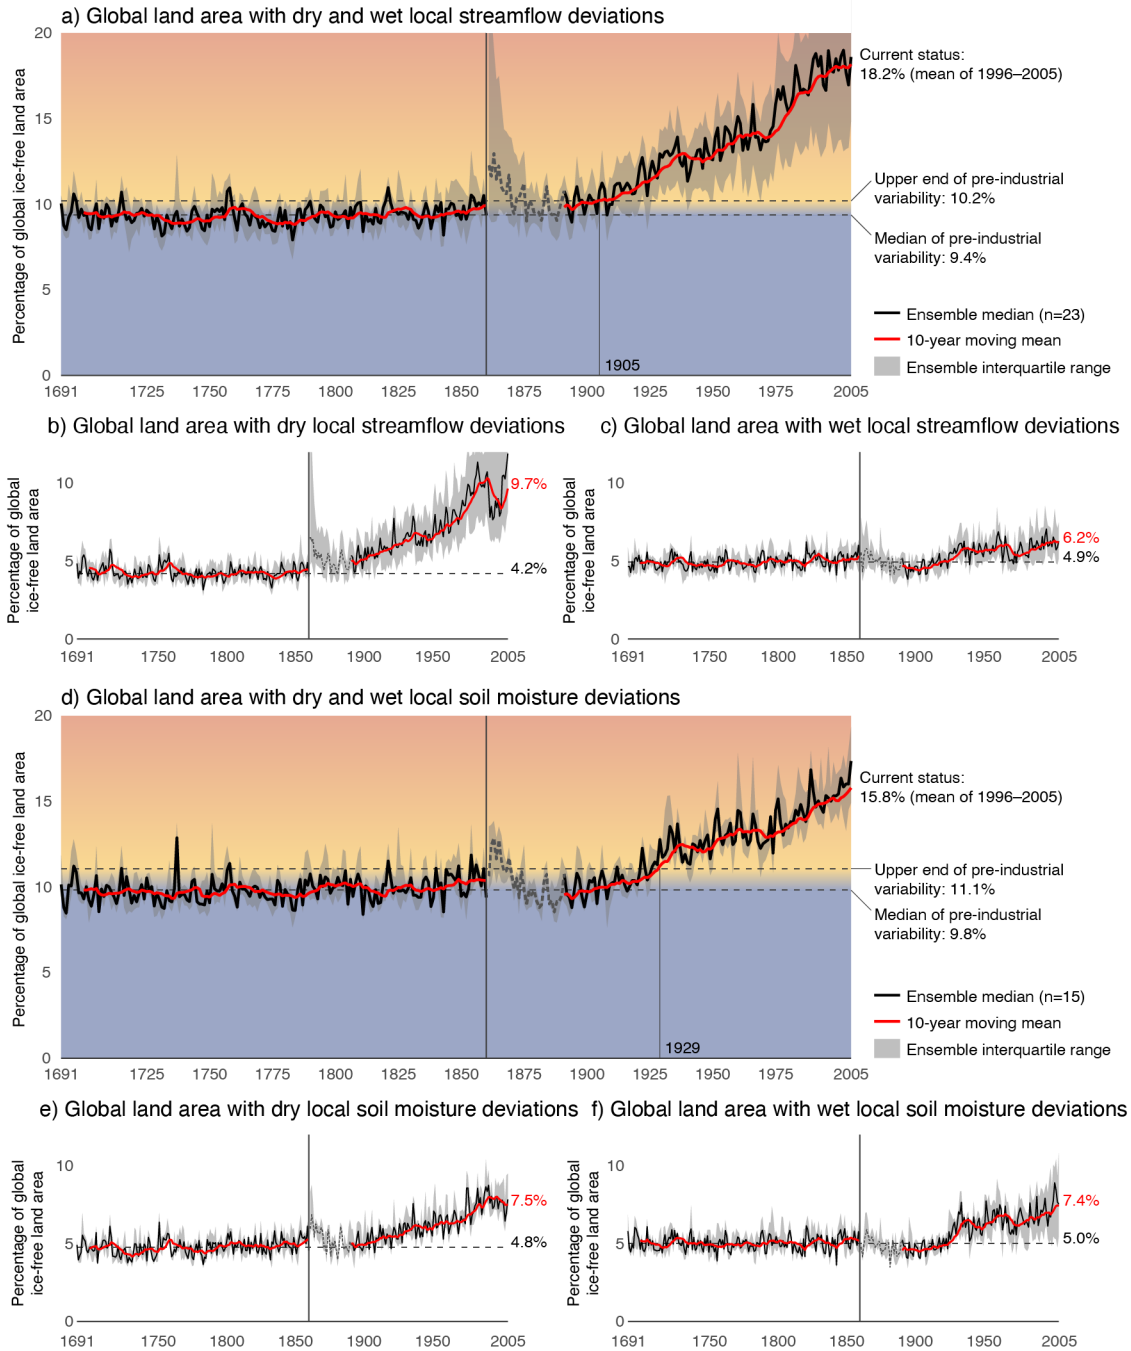 a) Global land area with dry and wet local streamflow deviations
Percentage of global ice-free land area
20
15
10
5
0
1691 1725 1750 1775 1800 1825 1850 1875 1900 1925 1950 1975 2005
1905
Current status:
18.2% (mean of 1996–2005)
Upper end of pre-industrial
variability: 10.2%
Median of pre-industrial
variability: 9.4%
Ensemble median (n=23)
10-year moving mean
Ensemble interquartile range
b) Global land area with dry local streamflow deviations
Percentage of global
ice-free land area
10
5
0
1691 1750 1800 1850 1900 1950 2005
9.7%
4.2%
c) Global land area with wet local streamflow deviations
Percentage of global
ice-free land area
10
5
0
1691 1750 1800 1850 1900 1950 2005
6.2%
4.9%
d) Global land area with dry and wet local soil moisture deviations
Percentage of global ice-free land area
20
15
10
5
0
1691 1725 1750 1775 1800 1825 1850 1875 1900 1925 1950 1975 2005
1929
Current status:
15.8% (mean of 1996–2005)
Upper end of pre-industrial
variability: 11.1%
Median of pre-industrial
variability: 9.8%
Ensemble median (n=15)
10-year moving mean
Ensemble interquartile range
e) Global land area with dry local soil moisture deviations
Percentage of global
ice-free land area
10
5
0
1691 1750 1800 1850 1900 1950 2005
7.5%
4.8%
f) Global land area with wet local soil moisture deviations
Percentage of global
ice-free land area
10
5
0
1691 1750 1800 1850 1900 1950 2005
7.4%
5.0%